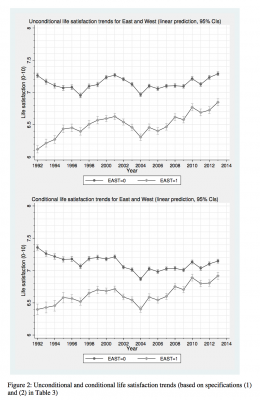 Unconditional life satisfaction trends for East and West (linear prediction, 95% CIs)
Life satisfaction (0-10)
8
7.5
7
6.5
6
1992 1994 1996 1998 2000 2002 2004 2006 2008 2010 2012 2014
Year
EAST=0 EAST=1
Conditional life satisfaction trends for East and West (linear prediction, 95% CIs)
Life satisfaction (0-10)
8
7.5
7
6.5
6
1992 1994 1996 1998 2000 2002 2004 2006 2008 2010 2012 2014
Year
EAST=0 EAST=1
Figure 2: Unconditional and conditional life satisfaction trends (based on specifications (1)
and (2) in Table 3)